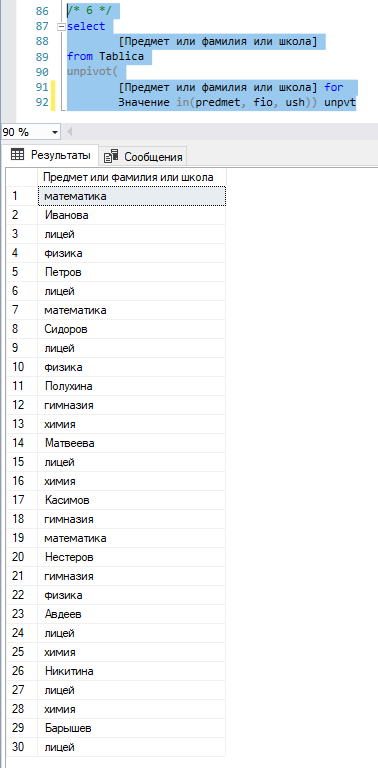 86 /* 6 */
87 select
88 [Предмет или фамилия или школа]
89 from Tablica
90 unpivot(
91 [Предмет или фамилия или школа] for
92 Значение in(predmet, fio, ush)) unpvt
90 %
Результаты Сообщения
Предмет или фамилия или школа
1 математика
2 Иванова
3 лицей
4 физика
5 Петров
6 лицей
7 математика
8 Сидоров
9 лицей
10 физика
11 Полухина
12 гимназия
13 химия
14 Матвеева
15 лицей
16 химия
17 Касимов
18 гимназия
19 математика
20 Нестеров
21 гимназия
22 физика
23 Авдеев
24 лицей
25 химия
26 Никитина
27 лицей
28 химия
29 Барышев
30 лицей